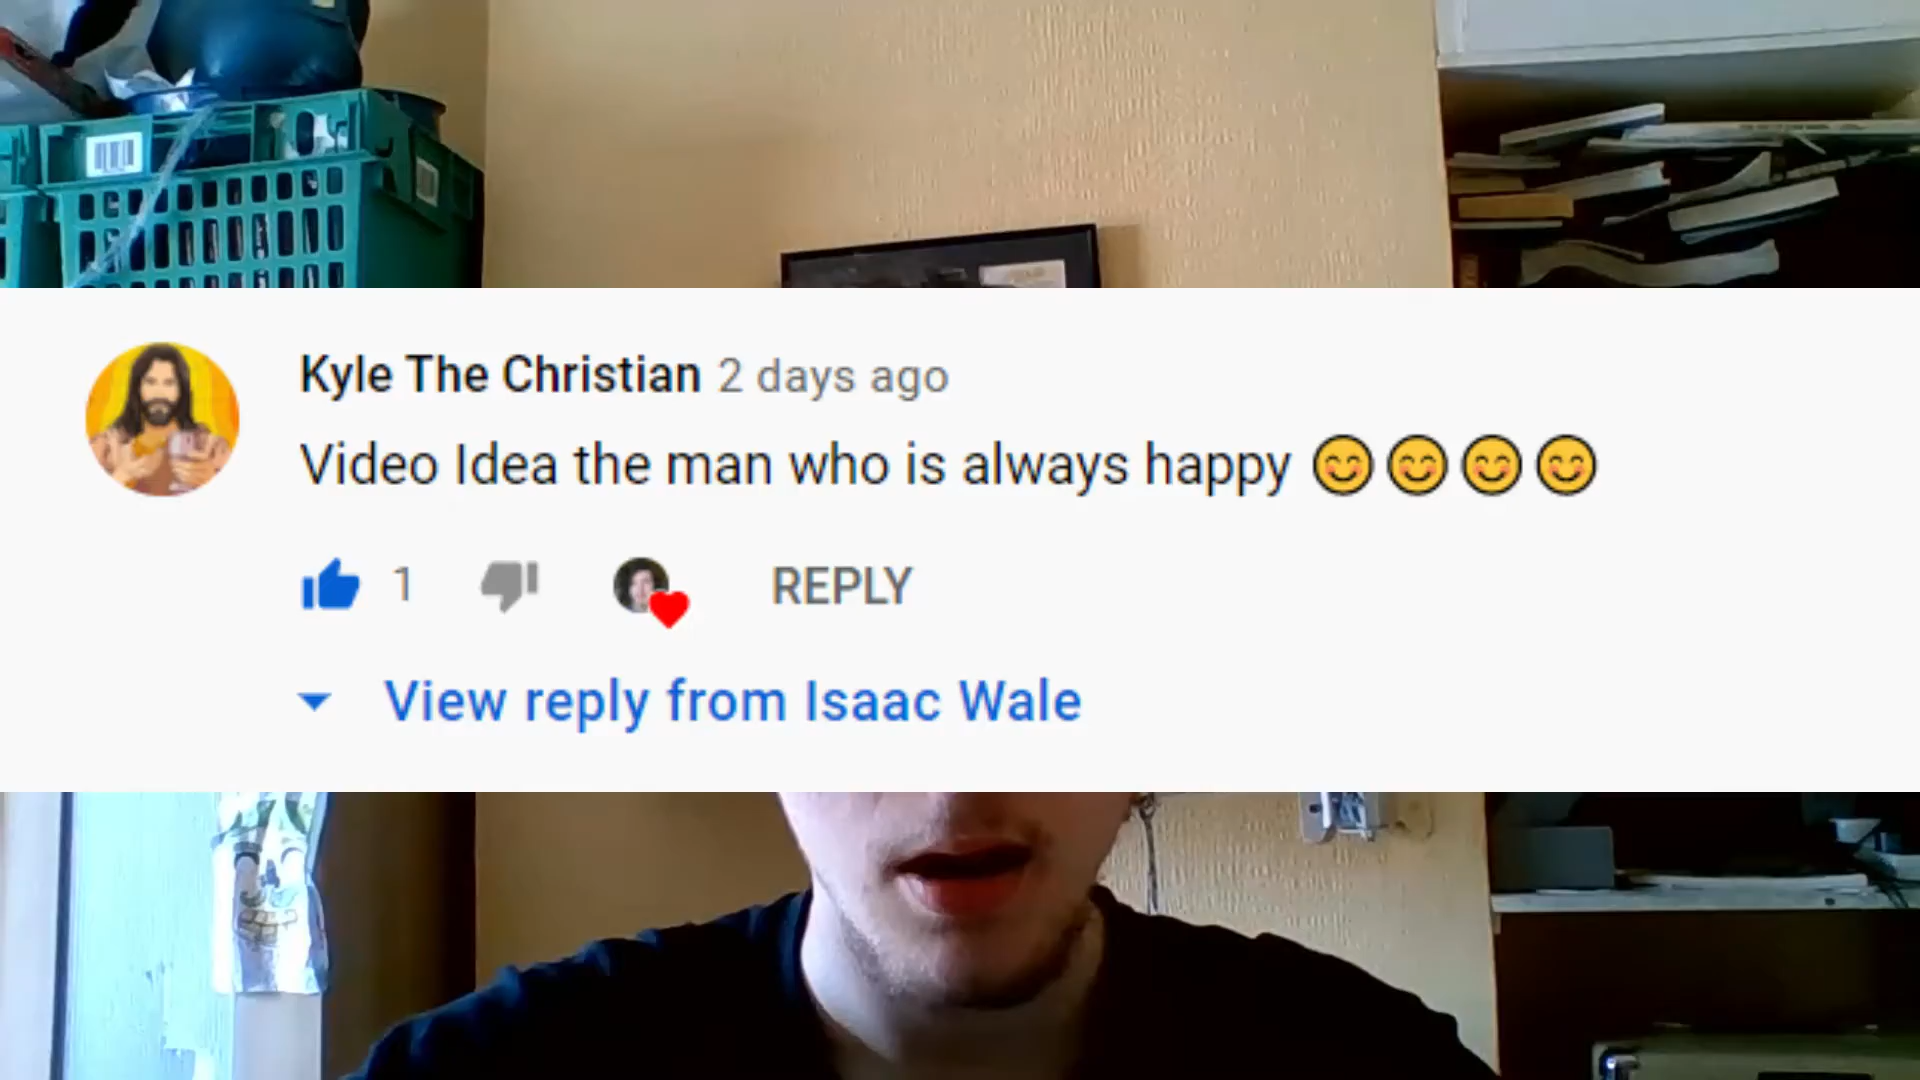 Kyle The Christian 2 days ago
Video Idea the man who is always happy 😊😊😊😊
1 REPLY
View reply from Isaac Wale